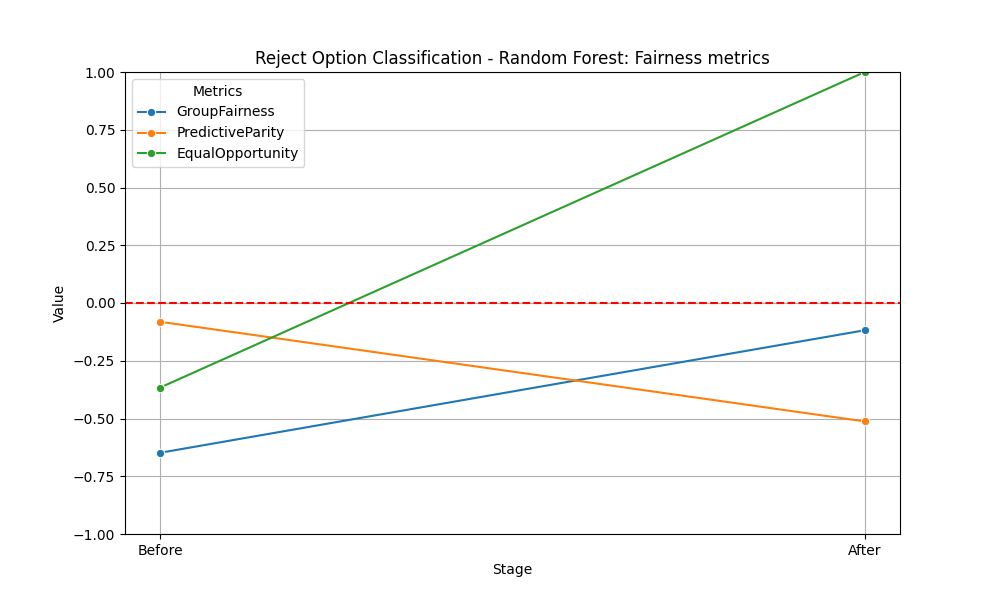 Reject Option Classification - Random Forest: Fairness metrics
Metrics
GroupFairness
PredictiveParity
EqualOpportunity
1.00
0.75
0.50
0.25
0.00
−0.25
−0.50
−0.75
−1.00
Value
Before
After
Stage